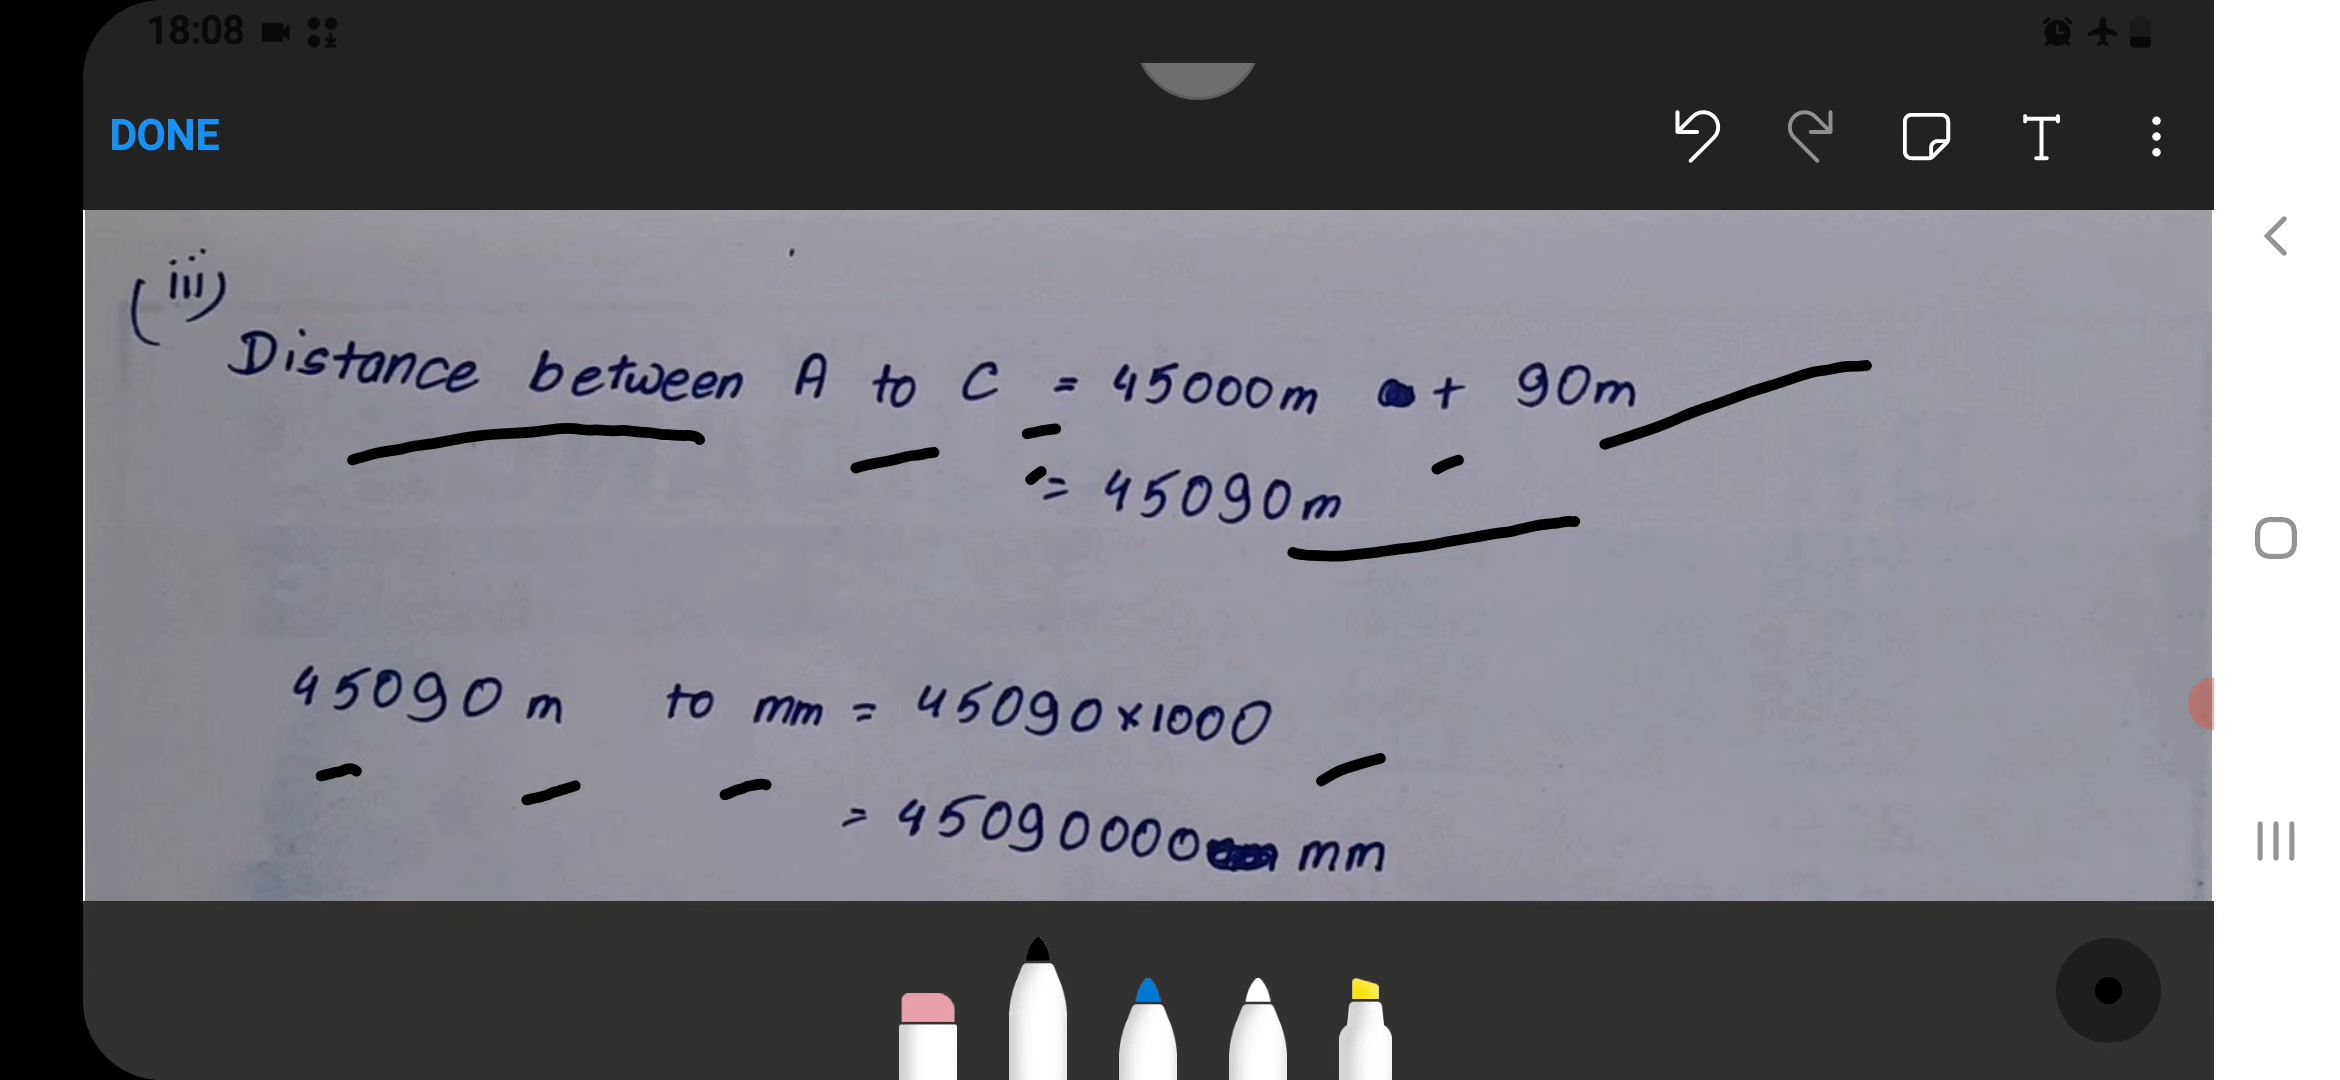 18:08
DONE
T
(iii)
Distance between A to C = 45000m + 90m
= 45090m
45090 m to mm = 45090×1000
= 45090000 mm